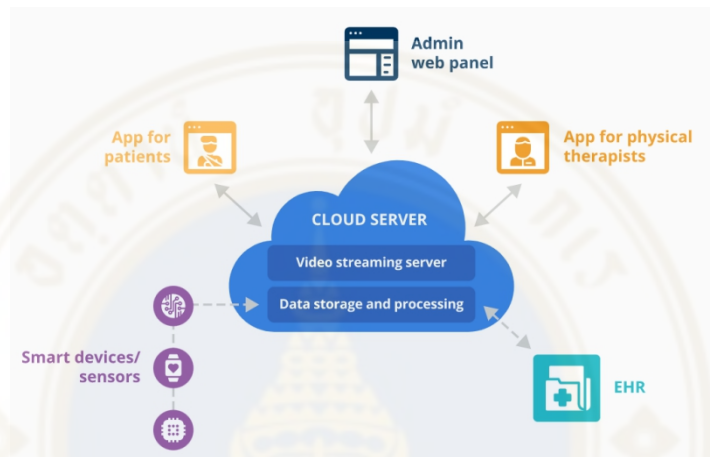 Admin
web panel
App for
patients
App for physical
therapists
CLOUD SERVER
Video streaming server
Data storage and processing
Smart devices/
sensors
EHR